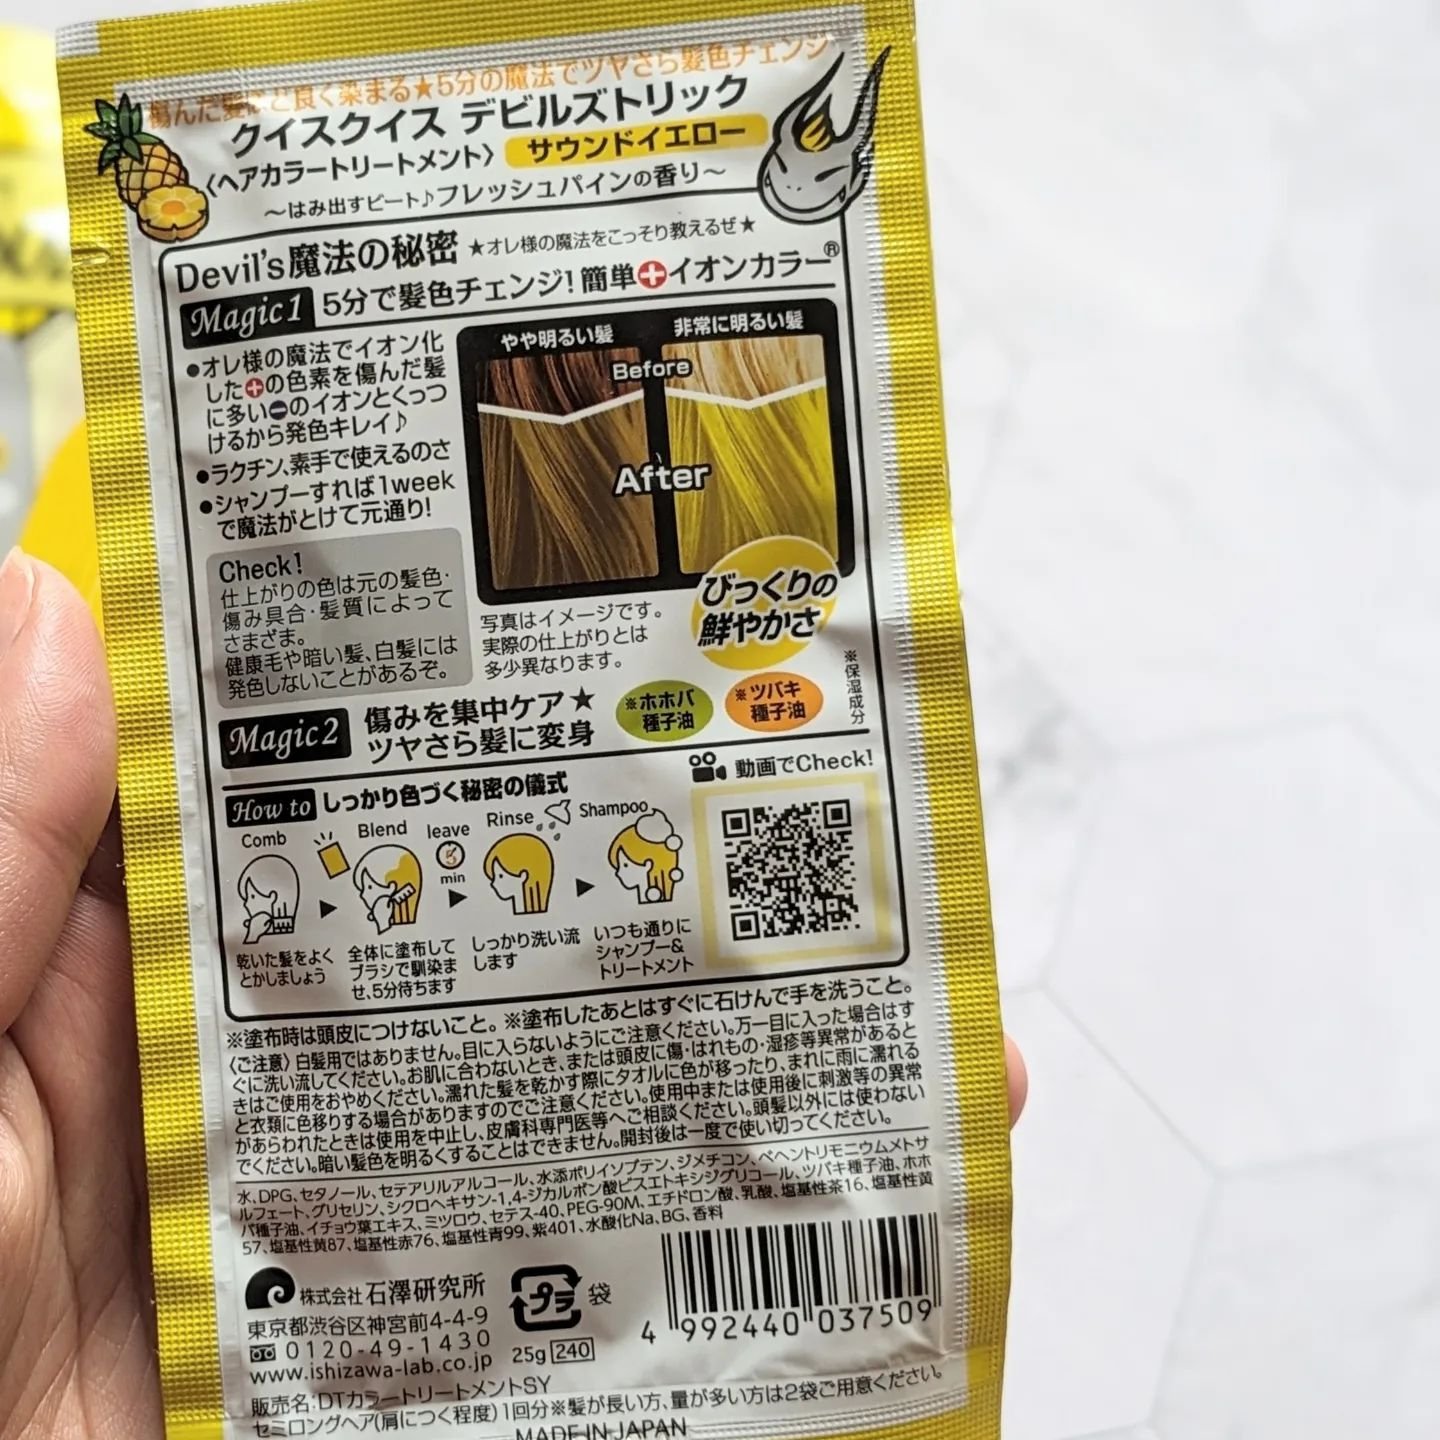 傷んだ髪ほど良く染まる★5分の魔法でツヤさら髪色チェンジ
クイスクイス デビルズトリック
〈ヘアカラートリートメント〉 サウンドイエロー
～はみ出すビート♪フレッシュパインの香り～
Devil's魔法の秘密 ★オレ様の魔法をこっそり教えるぜ★
Magic1 5分で髪色チェンジ!簡単+イオンカラー®
●オレ様の魔法でイオン化
した+の色素を傷んだ髪
に多い−のイオンとくっつ
けるから発色キレイ♪
●ラクチン、素手で使えるのさ
●シャンプーすれば1week
で魔法がとけて元通り!
やや明るい髪 非常に明るい髪
Before
After
Check!
仕上がりの色は元の髪色・
傷み具合・髪質によって
さまざま。
健康毛や暗い髪、白髪には
発色しないことがあるぞ。
写真はイメージです。
実際の仕上がりとは
多少異なります。
びっくりの
鮮やかさ
Magic2 傷みを集中ケア★
ツヤさら髪に変身
※ホホバ
種子油
※ツバキ
種子油
※保湿成分
How to しっかり色づく秘密の儀式
動画でCheck!
Comb
Blend
leave
5
min
Rinse
Shampoo
乾いた髪をよく
とかしましょう
全体に塗布して
ブラシで馴染ま
せ、5分待ちます
しっかり洗い流
します
いつも通りに
シャンプー&
トリートメント
※塗布時は頭皮につけないこと。※塗布したあとはすぐに石けんで手を洗うこと。
〈ご注意〉白髪用ではありません。目に入らないようにご注意ください。万一目に入った場合はす
ぐに洗い流してください。お肌に合わないとき、または頭皮に傷・はれもの・湿疹等異常があると
きはご使用をおやめください。濡れた髪を乾かす際にタオルに色が移ったり、まれに雨に濡れる
と衣類に色移りする場合がありますのでご注意ください。使用中または使用後に刺激等の異常
があらわれたときは使用を中止し、皮膚科専門医等へご相談ください。頭髪以外には使わない
でください。暗い髪色を明るくすることはできません。開封後は一度で使い切ってください。
水、DPG、セタノール、セテアリルアルコール、水添ポリイソブテン、ジメチコン、ベヘントリモニウムメトサ
ルフェート、グリセリン、シクロヘキサン-1,4-ジカルボン酸ビスエトキシジグリコール、ツバキ種子油、ホホ
バ種子油、イチョウ葉エキス、ミツロウ、セテス-40、PEG-90M、エチドロン酸、乳酸、塩基性茶16、塩基性黄
57、塩基性黄87、塩基性赤76、塩基性青99、紫401、水酸化Na、BG、香料
株式会社石澤研究所
東京都渋谷区神宮前4-4-9
0120-49-1430
www.ishizawa-lab.co.jp
プラ 袋
25g 240
4 992440 037509
販売名:DTカラートリートメントSY
セミロングヘア(肩につく程度)1回分※髪が長い方、量が多い方は2袋ご用意ください。
MADE IN JAPAN